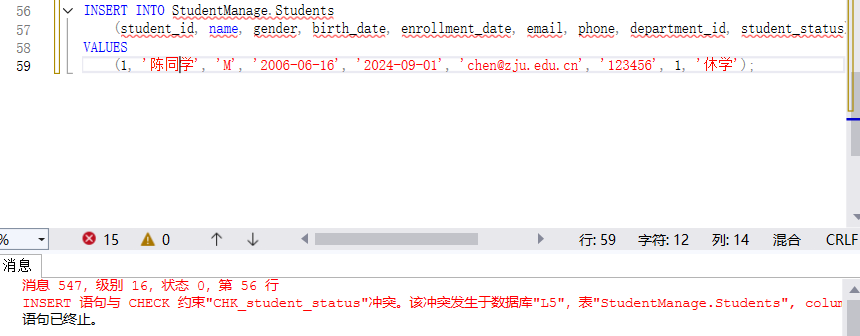 56 INSERT INTO StudentManage.Students
57 (student_id, name, gender, birth_date, enrollment_date, email, phone, department_id, student_status
58 VALUES
59 (1, '陈同学', 'M', '2006-06-16', '2024-09-01', 'chen@zju.edu.cn', '123456', 1, '休学');
% 15 0 行: 59 字符: 12 列: 14 混合 CRLF
消息
消息 547, 级别 16, 状态 0, 第 56 行
INSERT 语句与 CHECK 约束"CHK_student_status"冲突。该冲突发生于数据库"L5", 表"StudentManage.Students", colum
语句已终止。